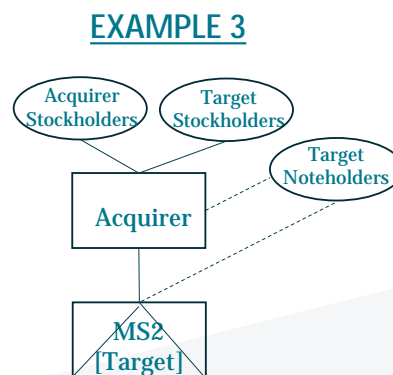 EXAMPLE 3
Acquirer
Stockholders
Target
Stockholders
Target
Noteholders
Acquirer
MS2
[Target]